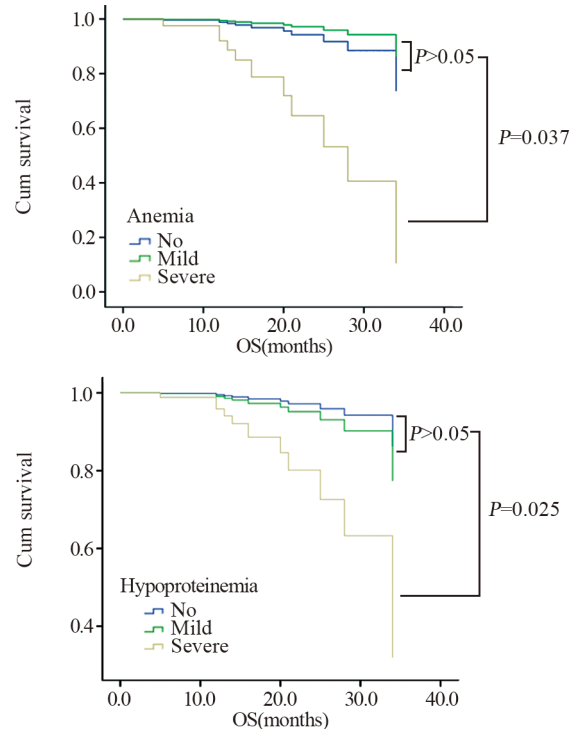 1.0
0.8
0.6
0.4
0.2
0.0
Cum survival
P>0.05
P=0.037
Anemia
No
Mild
Severe
0.0 10.0 20.0 30.0 40.0
OS(months)
1.0
0.8
0.6
0.4
Cum survival
P>0.05
P=0.025
Hypoproteinemia
No
Mild
Severe
0.0 10.0 20.0 30.0 40.0
OS(months)